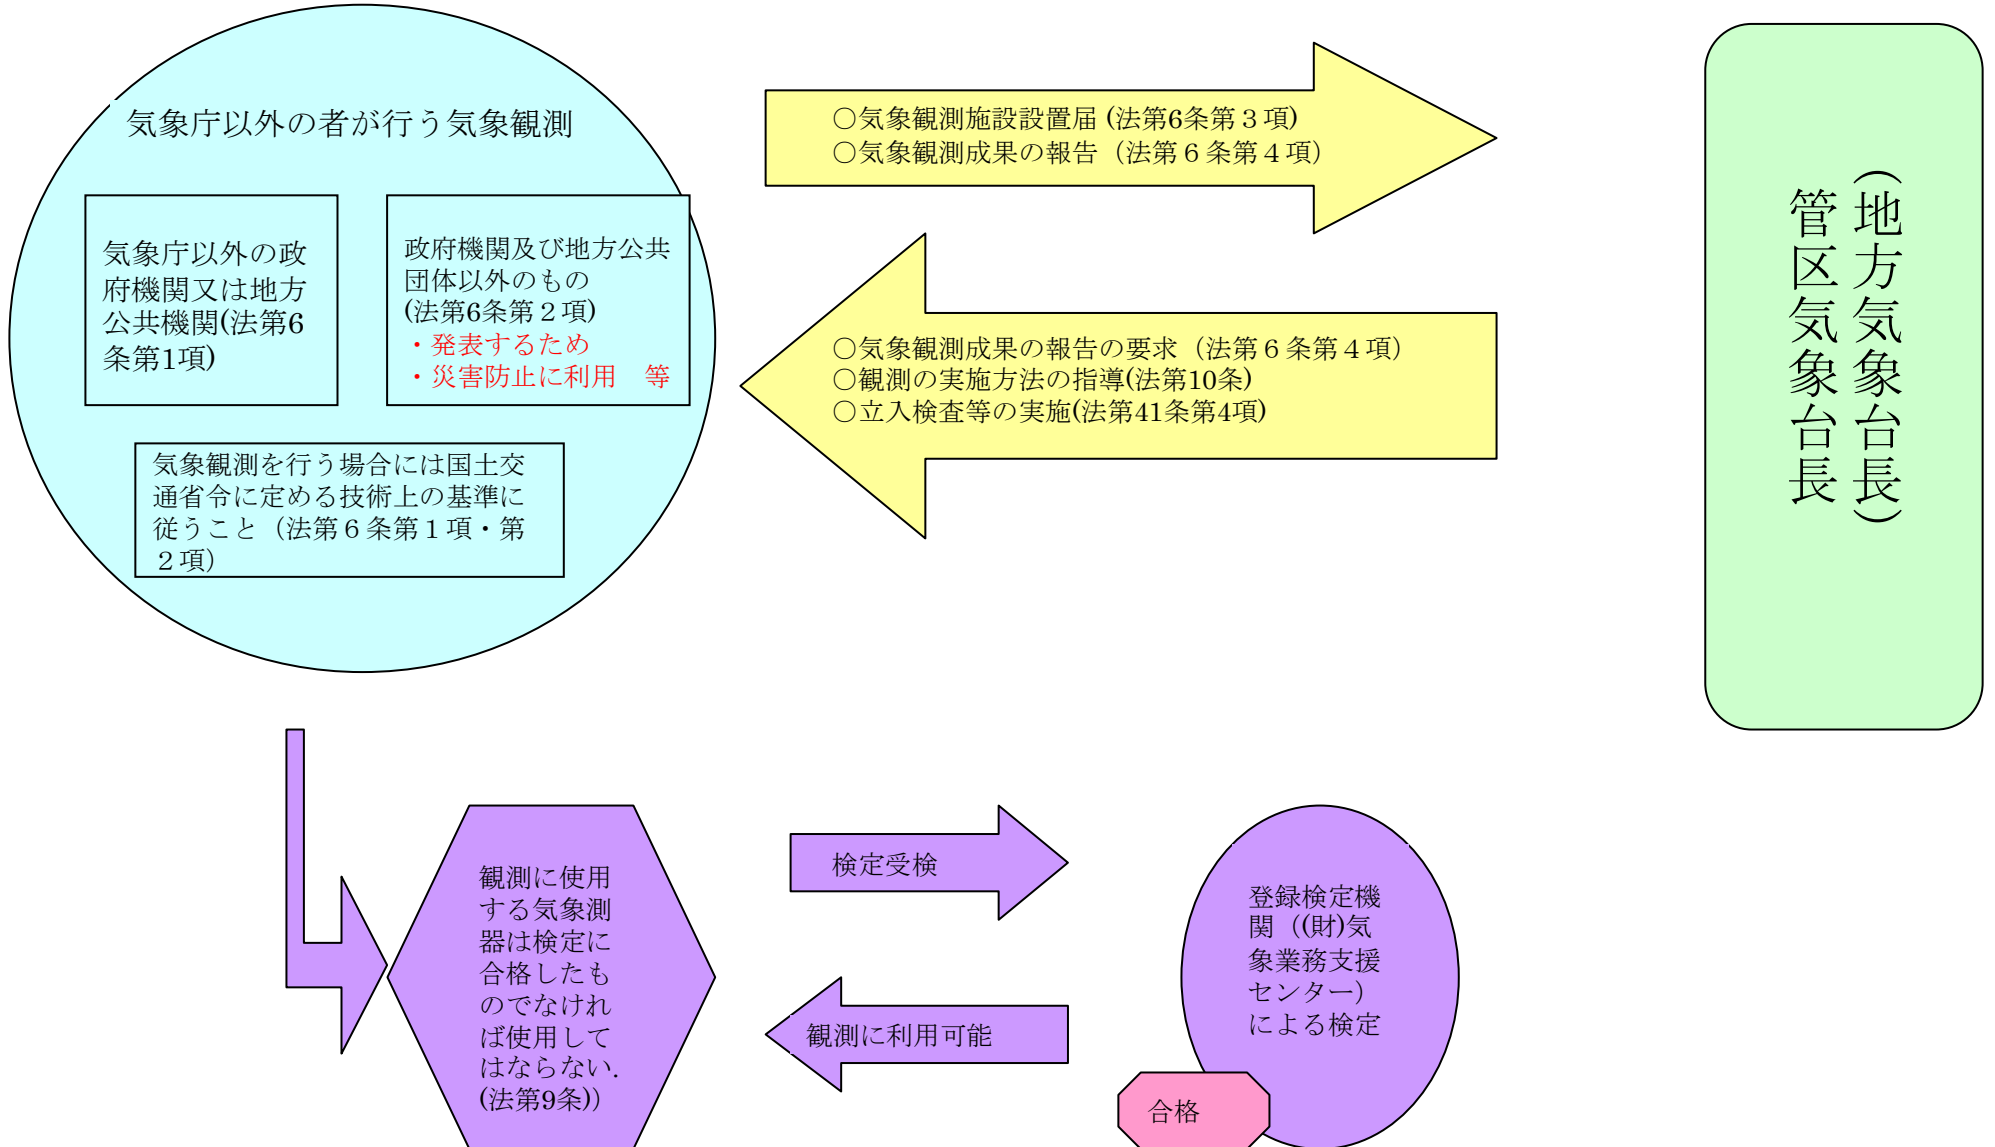 気象庁以外の者が行う気象観測
気象庁以外の政
府機関又は地方
公共機関(法第6
条第1項)
政府機関及び地方公共
団体以外のもの
(法第6条第２項)
・発表するため
・災害防止に利用　等
気象観測を行う場合には国土交
通省令に定める技術上の基準に
従うこと（法第６条第１項・第
２項）
○気象観測施設設置届 (法第6条第３項)
○気象観測成果の報告（法第６条第４項）
○気象観測成果の報告の要求（法第６条第４項）
○観測の実施方法の指導(法第10条)
○立入検査等の実施(法第41条第4項)
（地方気象台長）
管区気象台長
観測に使用
する気象測
器は検定に
合格したも
のでなけれ
ば使用して
はならない.
(法第9条)）
検定受検
観測に利用可能
登録検定機
関（(財)気
象業務支援
センター）
による検定
合格